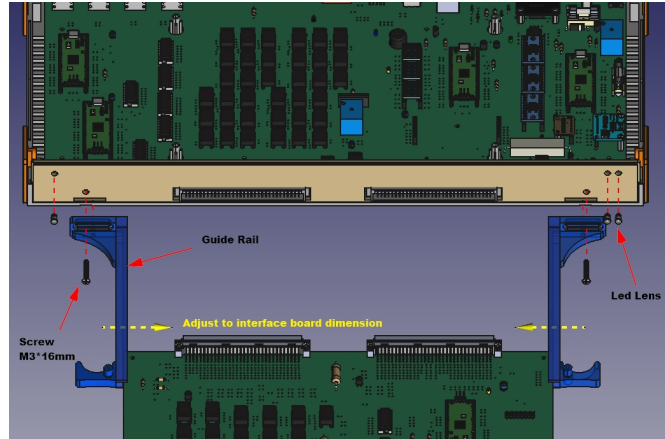 Guide Rail
Led Lens
Adjust to interface board dimension
Screw
M3*16mm